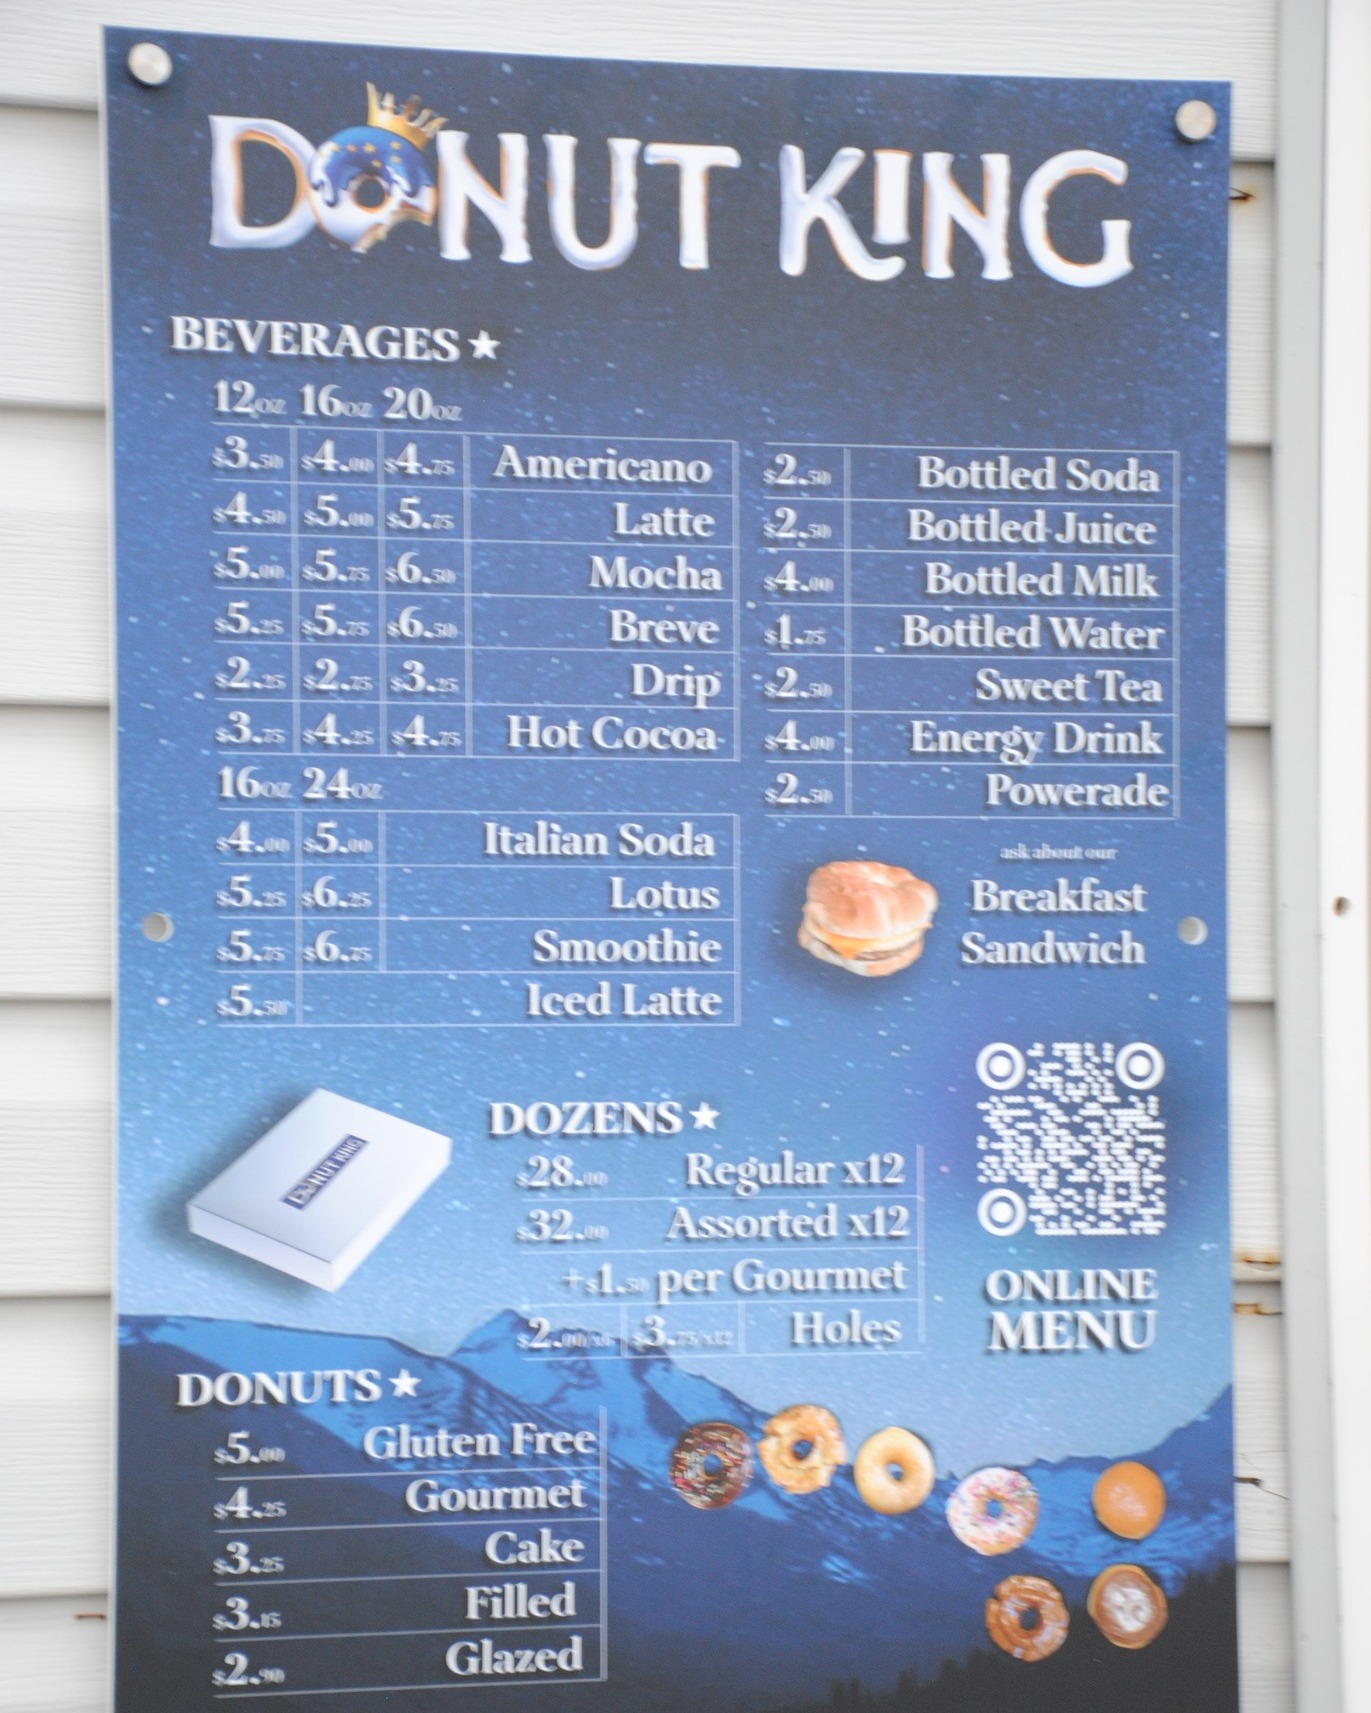 DONUT KING
BEVERAGES ★
12oz 16oz 20oz
$3.50 $4.00 $4.75 Americano
$4.50 $5.00 $5.75 Latte
$5.00 $5.75 $6.50 Mocha
$5.25 $5.75 $6.50 Breve
$2.25 $2.75 $3.25 Drip
$3.75 $4.25 $4.75 Hot Cocoa
16oz 24oz
$4.00 $5.00 Italian Soda
$5.25 $6.25 Lotus
$5.75 $6.75 Smoothie
$5.50 Iced Latte
$2.50 Bottled Soda
$2.50 Bottled Juice
$4.00 Bottled Milk
$1.75 Bottled Water
$2.50 Sweet Tea
$4.00 Energy Drink
$2.50 Powerade
ask about our
Breakfast
Sandwich
DONUT KING
DOZENS ★
$28.00 Regular x12
$32.00 Assorted x12
+$1.50 per Gourmet
$2.00/x6 $3.75/x12 Holes
ONLINE
MENU
DONUTS ★
$5.00 Gluten Free
$4.25 Gourmet
$3.25 Cake
$3.15 Filled
$2.90 Glazed